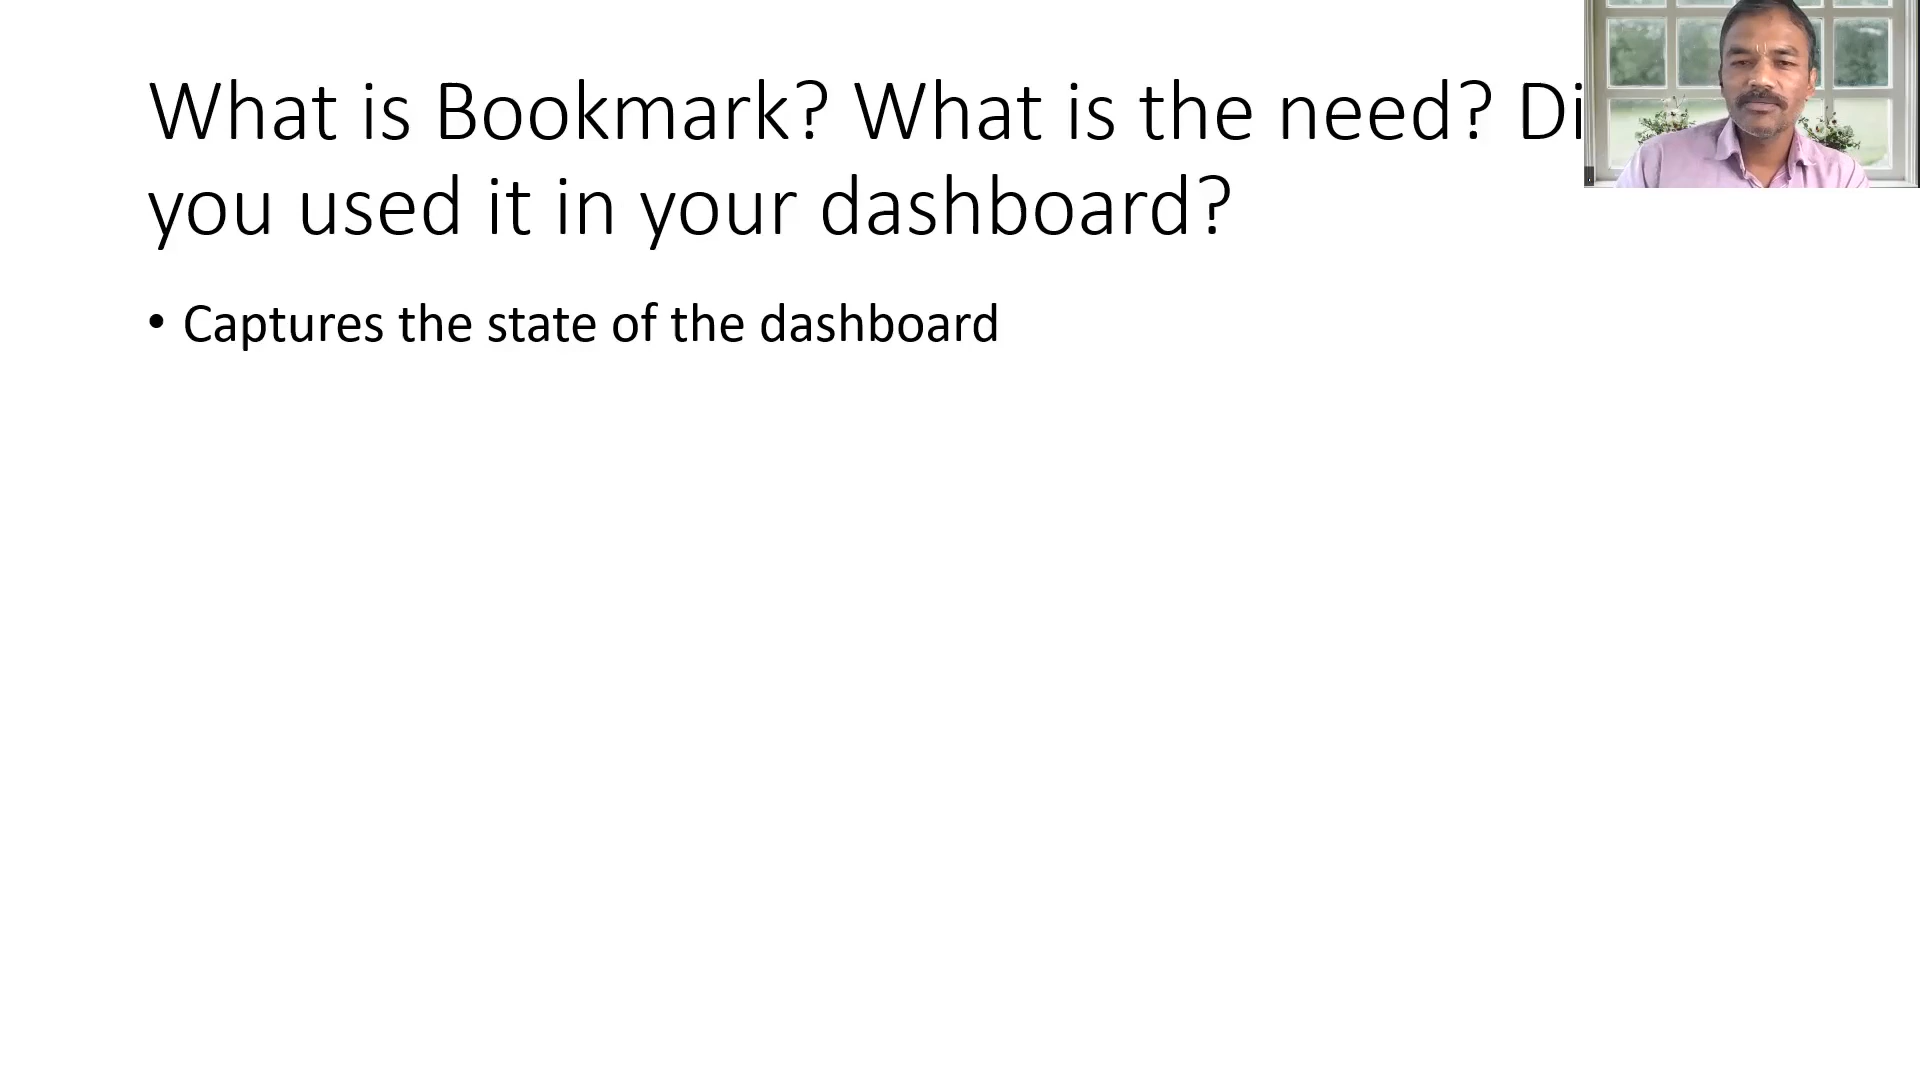 What is Bookmark? What is the need? Di
you used it in your dashboard?
• Captures the state of the dashboard